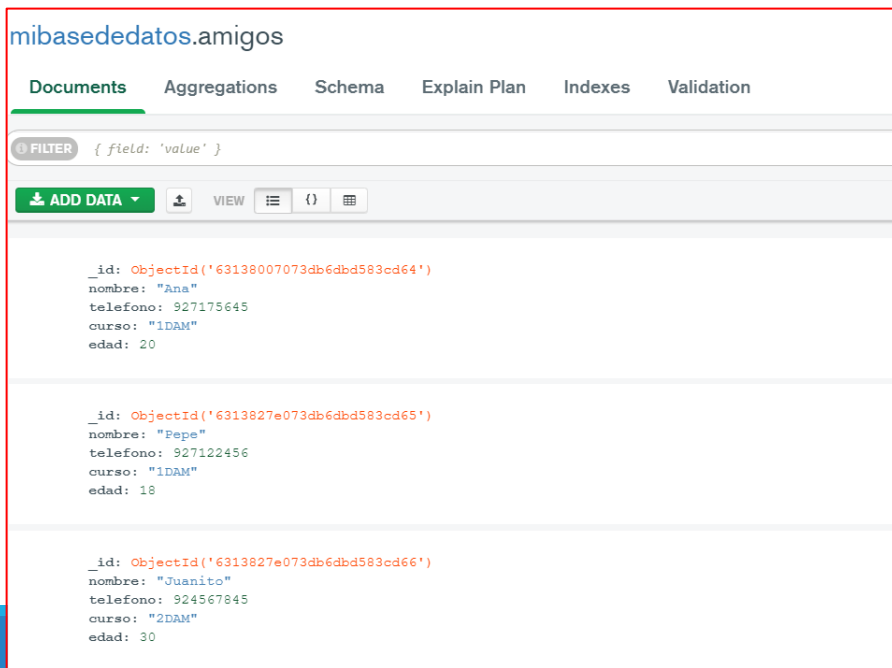 mibasededatos.amigos
Documents Aggregations Schema Explain Plan Indexes Validation
FILTER { field: 'value' }
ADD DATA VIEW {}
_id: ObjectId('63138007073db6dbd583cd64')
nombre: "Ana"
telefono: 927175645
curso: "1DAM"
edad: 20
_id: ObjectId('6313827e073db6dbd583cd65')
nombre: "Pepe"
telefono: 927122456
curso: "1DAM"
edad: 18
_id: ObjectId('6313827e073db6dbd583cd66')
nombre: "Juanito"
telefono: 924567845
curso: "2DAM"
edad: 30